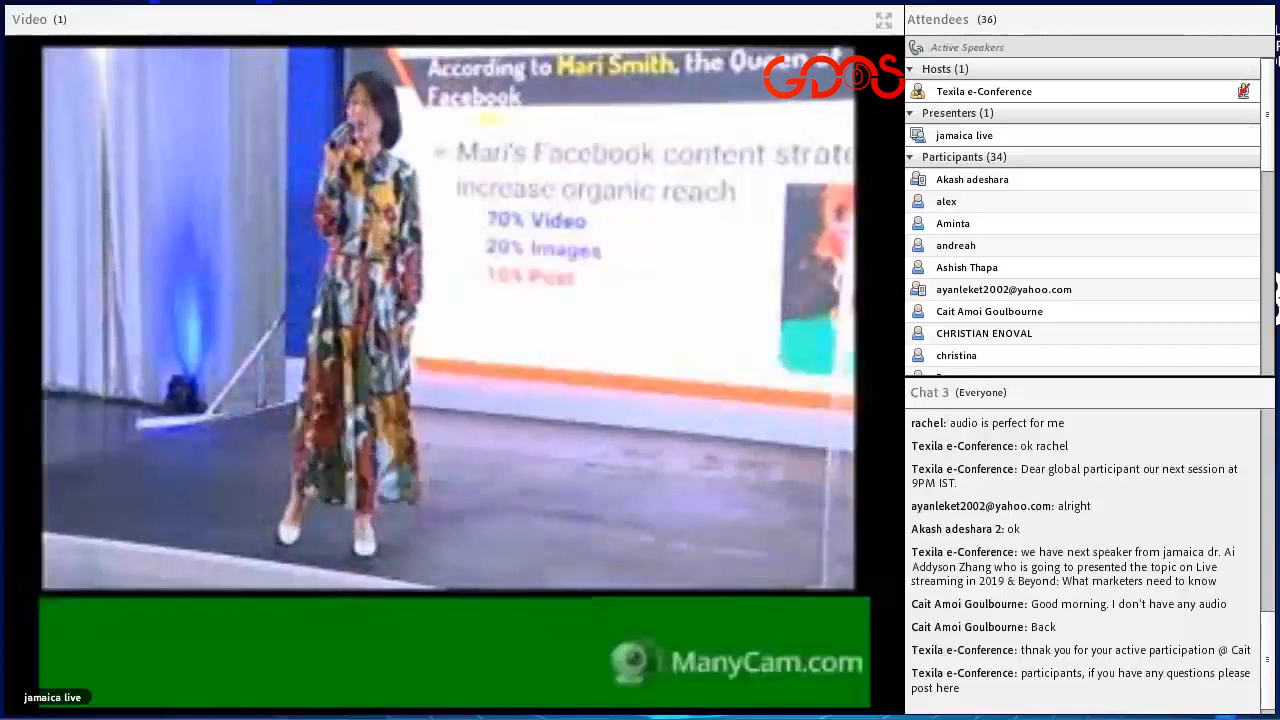 Video (1)
According to Mari Smith, the Queen of
Facebook
Mari's Facebook content strate
increase organic reach
70% Video
20% Images
10% Post
GDOS
ManyCam.com
jamaica live
Attendees (36)
Active Speakers
Hosts (1)
Texila e-Conference
Presenters (1)
jamaica live
Participants (34)
Akash adeshara
alex
Aminta
andreah
Ashish Thapa
ayanleket2002@yahoo.com
Cait Amoi Goulbourne
CHRISTIAN ENOVAL
christina
Chat 3 (Everyone)
rachel: audio is perfect for me
Texila e-Conference: ok rachel
Texila e-Conference: Dear global participant our next session at
9PM IST.
ayanleket2002@yahoo.com: alright
Akash adeshara 2: ok
Texila e-Conference: we have next speaker from jamaica dr. Ai
Addyson Zhang who is going to presented the topic on Live
streaming in 2019 & Beyond: What marketers need to know
Cait Amoi Goulbourne: Good morning. I don't have any audio
Cait Amoi Goulbourne: Back
Texila e-Conference: thnak you for your active participation @ Cait
Texila e-Conference: participants, if you have any questions please
post here